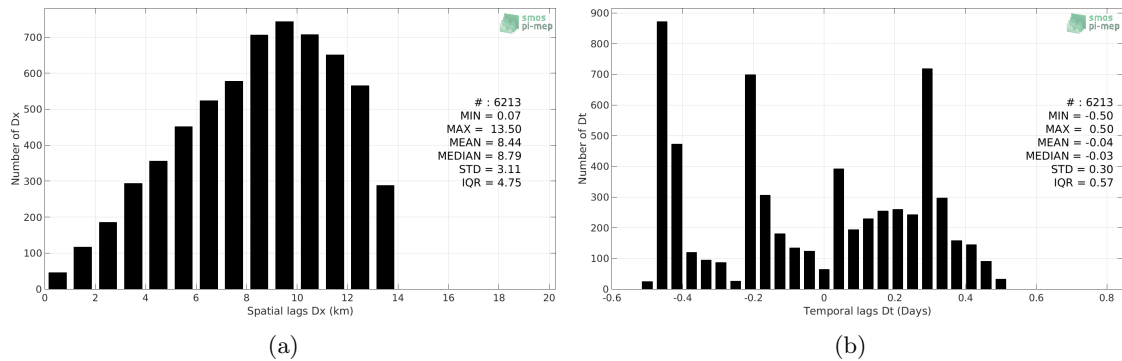 smos
pi-mep
700
600
500
400
300
200
100
0
Number of Dx
# : 6213
MIN = 0.07
MAX = 13.50
MEAN = 8.44
MEDIAN = 8.79
STD = 3.11
IQR = 4.75
0 2 4 6 8 10 12 14 16 18 20
Spatial lags Dx (km)
(a)
smos
pi-mep
900
800
700
600
500
400
300
200
100
0
Number of Dt
# : 6213
MIN = -0.50
MAX = 0.50
MEAN = -0.04
MEDIAN = -0.03
STD = 0.30
IQR = 0.57
-0.6 -0.4 -0.2 0 0.2 0.4 0.6 0.8
Temporal lags Dt (Days)
(b)